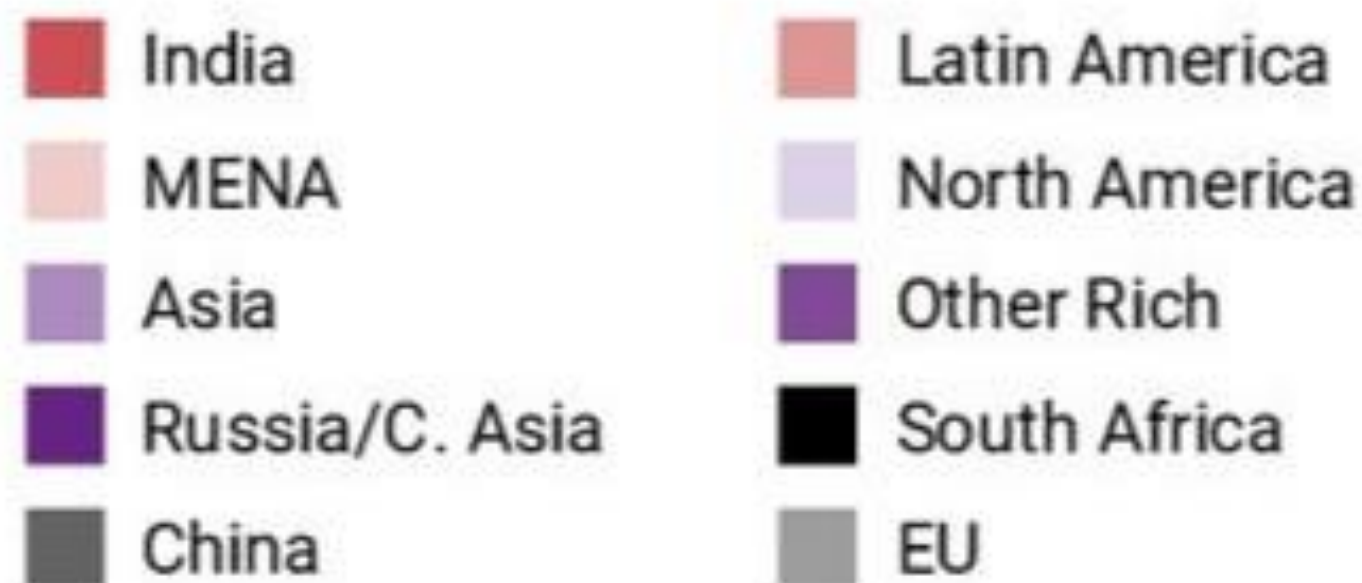 India
Latin America
MENA
North America
Asia
Other Rich
Russia/C. Asia
South Africa
China
EU